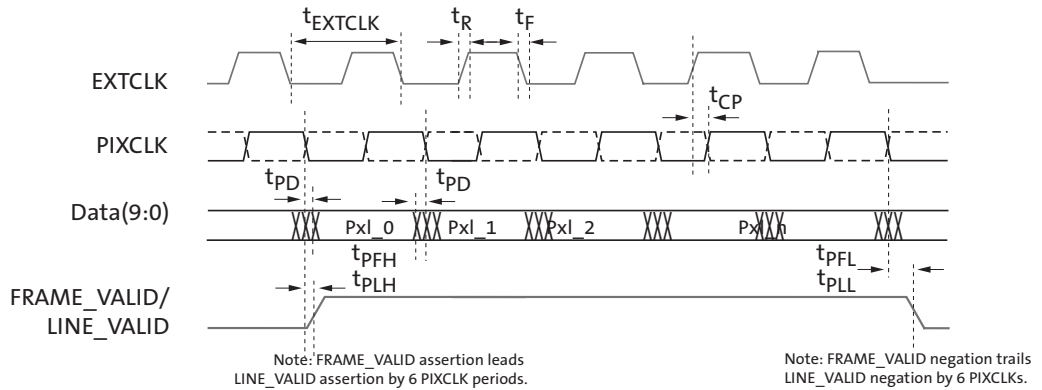 tEXTCLK tR tF
EXTCLK
tCP
PIXCLK
tPD tPD
Data(9:0)
Pxl_0 Pxl_1 Pxl_2 Pxl_n
tPFH tPFL
tPLH tPLL
FRAME_VALID/
LINE_VALID
Note: FRAME_VALID assertion leads
LINE_VALID assertion by 6 PIXCLK periods.
Note: FRAME_VALID negation trails
LINE_VALID negation by 6 PIXCLKs.